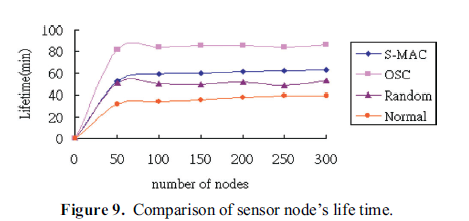 100
80
60
40
20
0
Lifetime(min)
0 50 100 150 200 250 300
number of nodes
S-MAC
OSC
Random
Normal
Figure 9. Comparison of sensor node's life time.